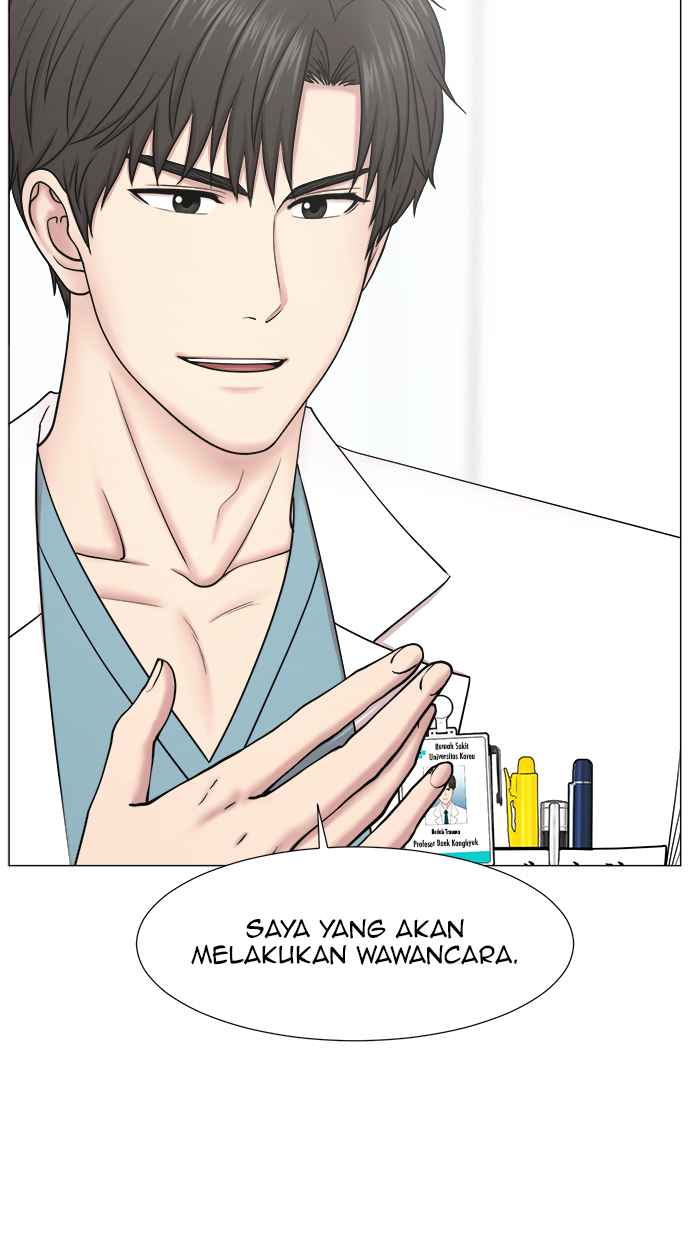 Rumah Sakit
Universitas Korea
Bedah Trauma
Profesor Baek Kanghyuk
SAYA YANG AKAN
MELAKUKAN WAWANCARA.